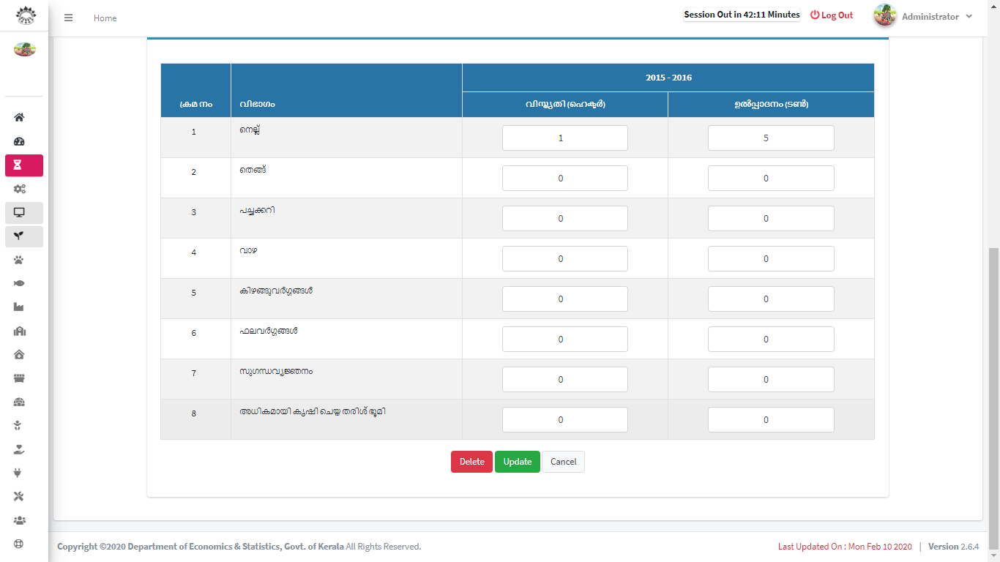 Home
Session Out in 42:11 Minutes
Log Out
Administrator
2015 - 2016
ക്രമ നം വിഭാഗം വിസ്തൃതി (ഹെക്ടർ) ഉൽപ്പാദനം (ടൺ)
1 നെല്ല് 1 5
2 തെങ്ങ് 0 0
3 പച്ചക്കറി 0 0
4 വാഴ 0 0
5 കിഴങ്ങുവർഗ്ഗങ്ങൾ 0 0
6 ഫലവർഗ്ഗങ്ങൾ 0 0
7 സുഗന്ധവ്യജ്ഞനം 0 0
8 അധികമായി കൃഷി ചെയ്ത തരിശ് ഭൂമി 0 0
Delete Update Cancel
Copyright ©2020 Department of Economics & Statistics, Govt. of Kerala All Rights Reserved.
Last Updated On : Mon Feb 10 2020 | Version 2.6.4